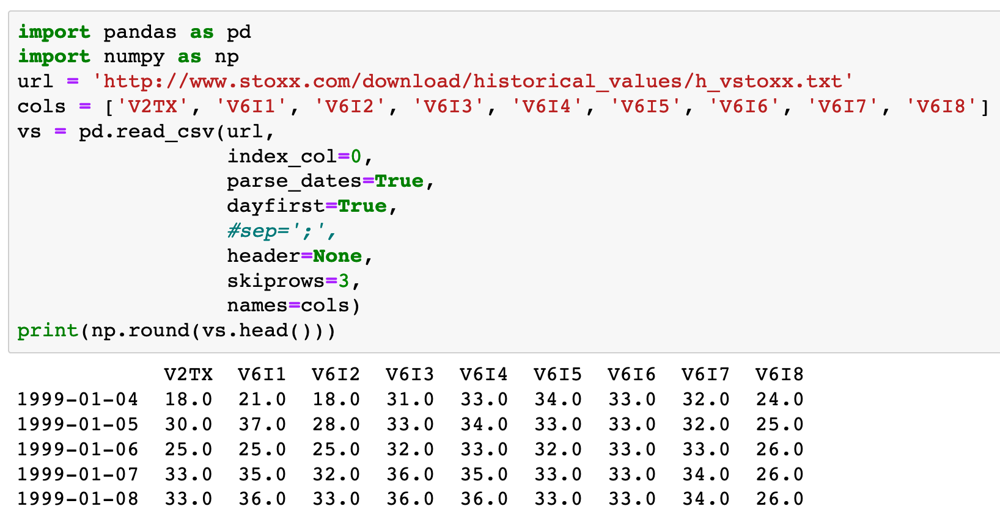 import pandas as pd
import numpy as np
url = 'http://www.stoxx.com/download/historical_values/h_vstoxx.txt'
cols = ['V2TX', 'V6I1', 'V6I2', 'V6I3', 'V6I4', 'V6I5', 'V6I6', 'V6I7', 'V6I8']
vs = pd.read_csv(url,
                 index_col=0,
                 parse_dates=True,
                 dayfirst=True,
                 #sep=';',
                 header=None,
                 skiprows=3,
                 names=cols)
print(np.round(vs.head()))
            V2TX  V6I1  V6I2  V6I3  V6I4  V6I5  V6I6  V6I7  V6I8
1999-01-04  18.0  21.0  18.0  31.0  33.0  34.0  33.0  32.0  24.0
1999-01-05  30.0  37.0  28.0  33.0  34.0  33.0  33.0  32.0  25.0
1999-01-06  25.0  25.0  25.0  32.0  33.0  32.0  33.0  33.0  26.0
1999-01-07  33.0  35.0  32.0  36.0  35.0  33.0  33.0  34.0  26.0
1999-01-08  33.0  36.0  33.0  36.0  36.0  33.0  33.0  34.0  26.0